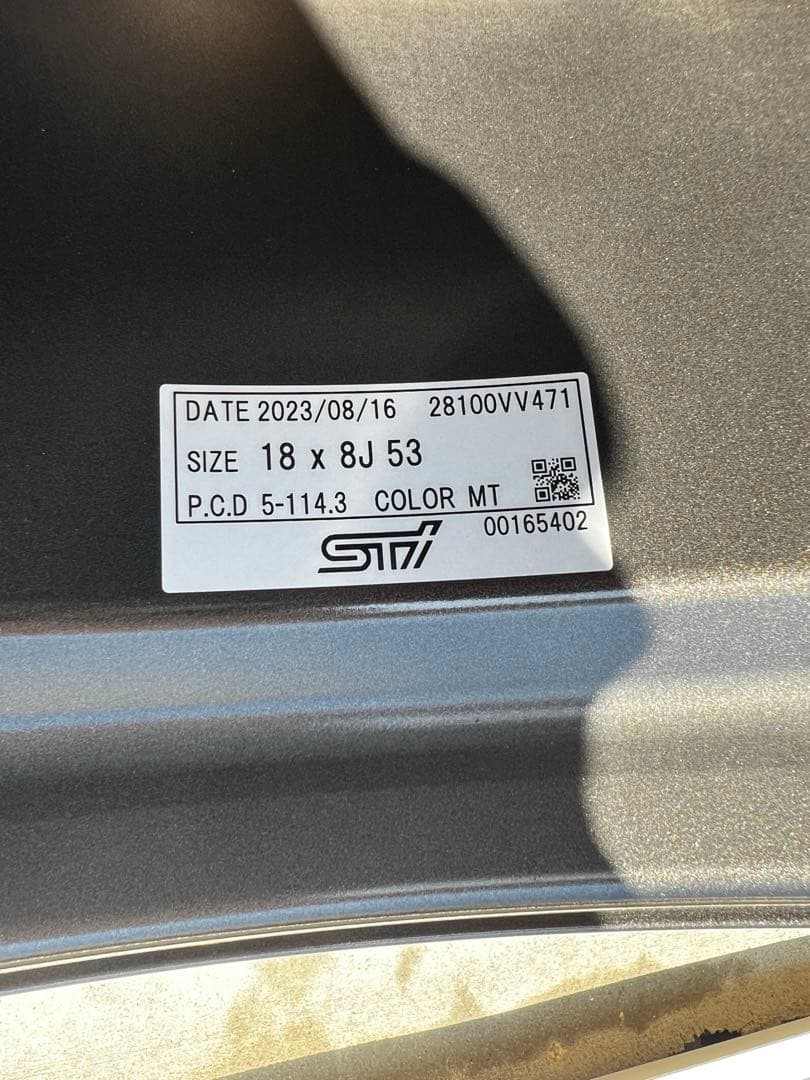 DATE 2023/08/16 28100VV471
SIZE 18 x 8J 53
P.C.D 5-114.3 COLOR MT
00165402
STI